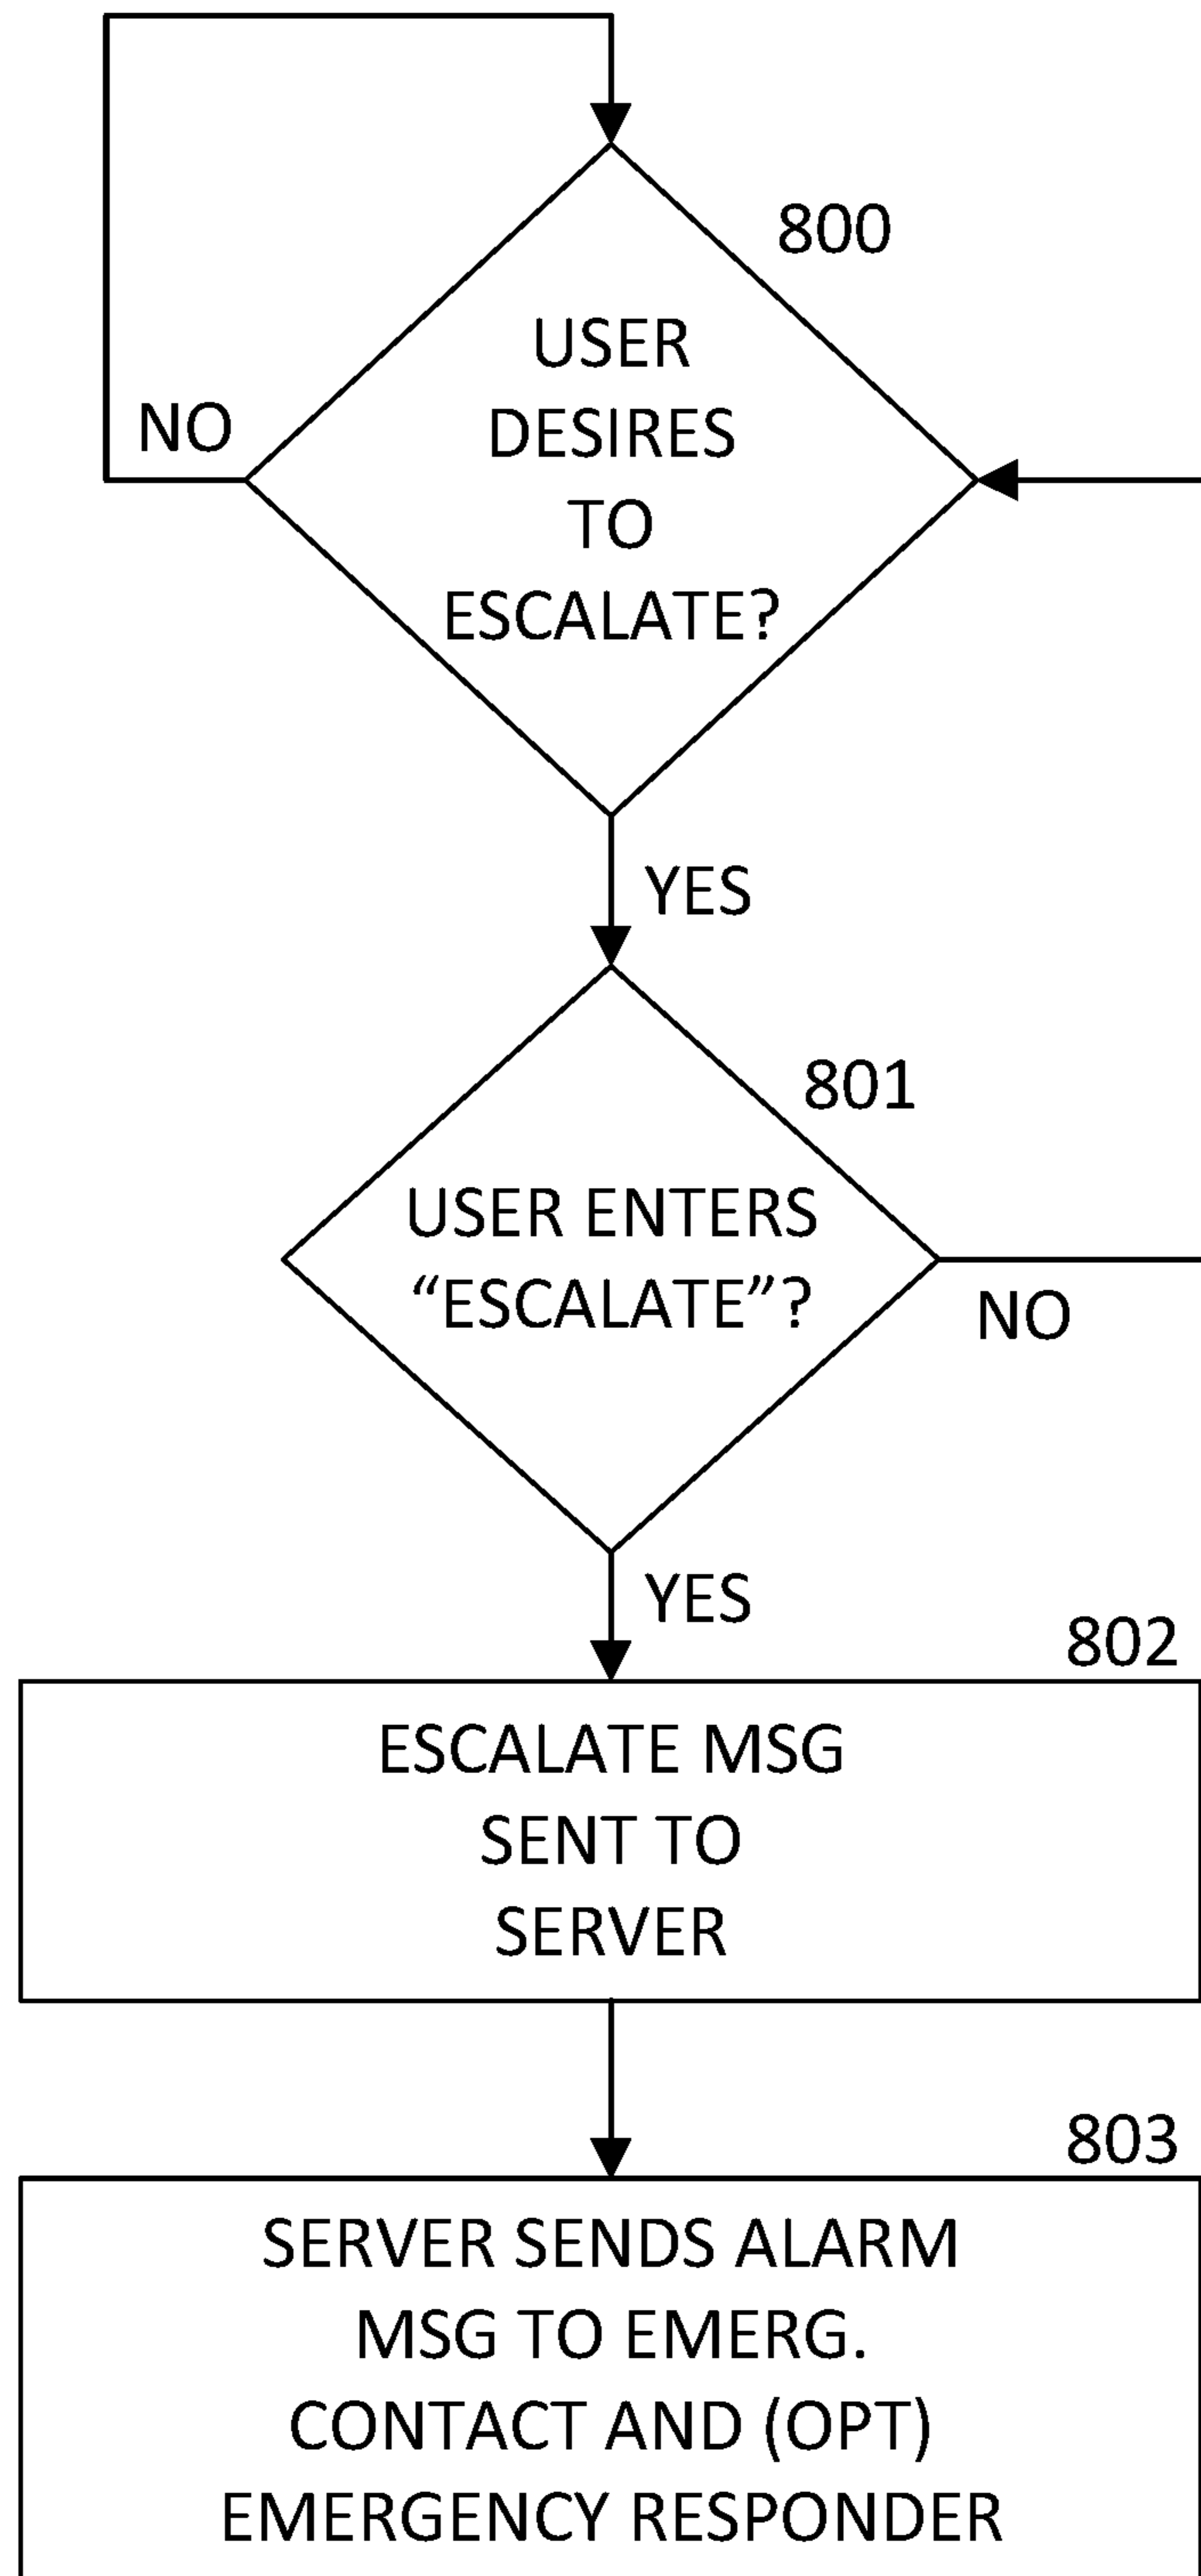 800
USER
DESIRES
TO
ESCALATE?
NO
YES
801
USER ENTERS
“ESCALATE”?
NO
YES
802
ESCALATE MSG
SENT TO
SERVER
803
SERVER SENDS ALARM
MSG TO EMERG.
CONTACT AND (OPT)
EMERGENCY RESPONDER